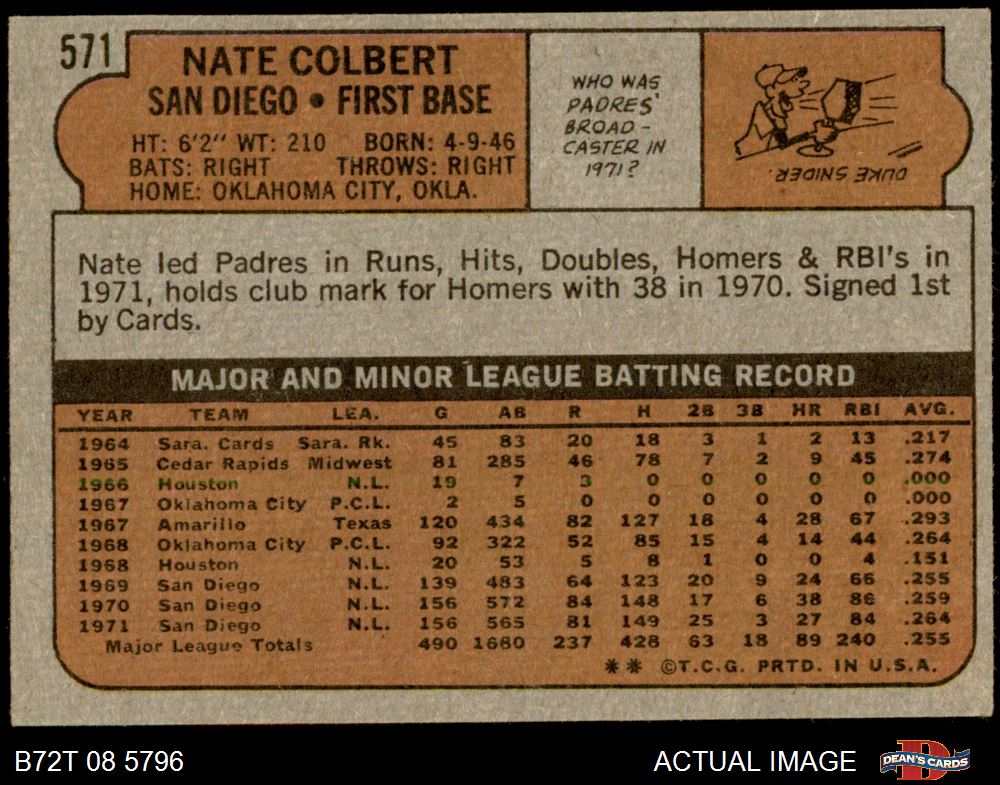 571
NATE COLBERT
SAN DIEGO • FIRST BASE
HT: 6'2" WT: 210 BORN: 4-9-46
BATS: RIGHT THROWS: RIGHT
HOME: OKLAHOMA CITY, OKLA.
WHO WAS
PADRES'
BROAD-
CASTER IN
1971?
DUKE SNIDER.
Nate led Padres in Runs, Hits, Doubles, Homers & RBI's in
1971, holds club mark for Homers with 38 in 1970. Signed 1st
by Cards.
MAJOR AND MINOR LEAGUE BATTING RECORD
YEAR TEAM LEA. G AB R H 2B 3B HR RBI AVG.
1964 Sara. Cards Sara. Rk. 45 83 20 18 3 1 2 13 .217
1965 Cedar Rapids Midwest 81 285 46 78 7 2 9 45 .274
1966 Houston N.L. 19 7 3 0 0 0 0 0 .000
1967 Oklahoma City P.C.L. 2 5 0 0 0 0 0 0 .000
1967 Amarillo Texas 120 434 82 127 18 4 28 67 .293
1968 Oklahoma City P.C.L. 92 322 52 85 15 4 14 44 .264
1968 Houston N.L. 20 53 5 8 1 0 0 4 .151
1969 San Diego N.L. 139 483 64 123 20 9 24 66 .255
1970 San Diego N.L. 156 572 84 148 17 6 38 86 .259
1971 San Diego N.L. 156 565 81 149 25 3 27 84 .264
Major League Totals 490 1680 237 428 63 18 89 240 .255
** ©T.C.G. PRTD. IN U.S.A.
B72T 08 5796
ACTUAL IMAGE
D
DEAN'S CARDS